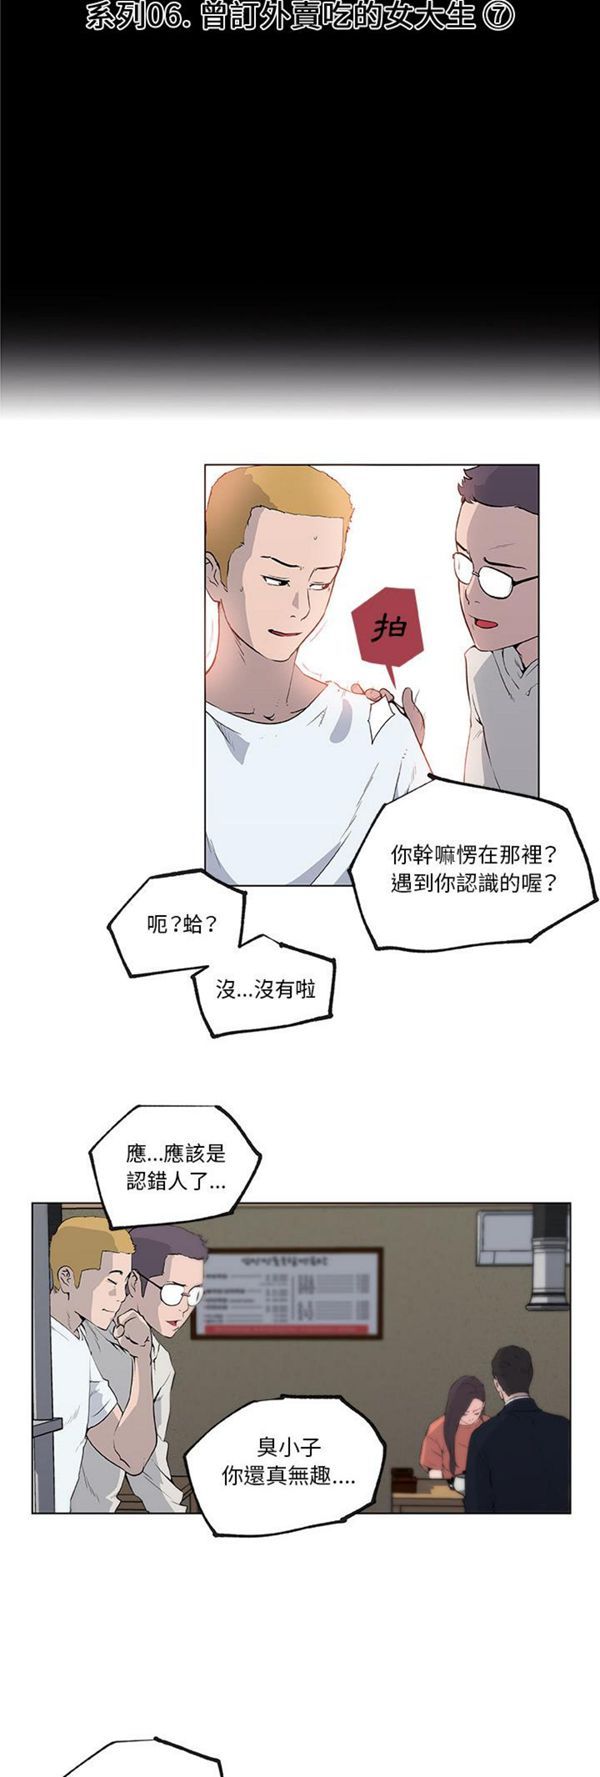 系列06. 曾訂外賣吃的女大生 ⑦
拍
你幹嘛愣在那裡?
遇到你認識的喔?
呃?蛤?
沒...沒有啦
應...應該是
認錯人了...
臭小子
你還真無趣....